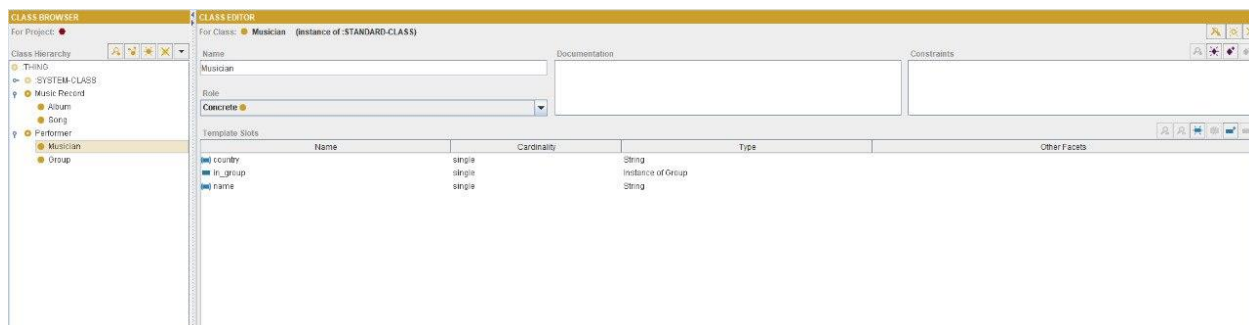 CLASS BROWSER
For Project:
Class Hierarchy
:THING
:SYSTEM-CLASS
Music Record
Album
Song
Performer
Musician
Group
CLASS EDITOR
For Class: Musician (instance of :STANDARD-CLASS)
Name
Musician
Documentation
Constraints
Role
Concrete
Template Slots
Name Cardinality Type Other Facets
country single String
in_group single Instance of Group
name single String